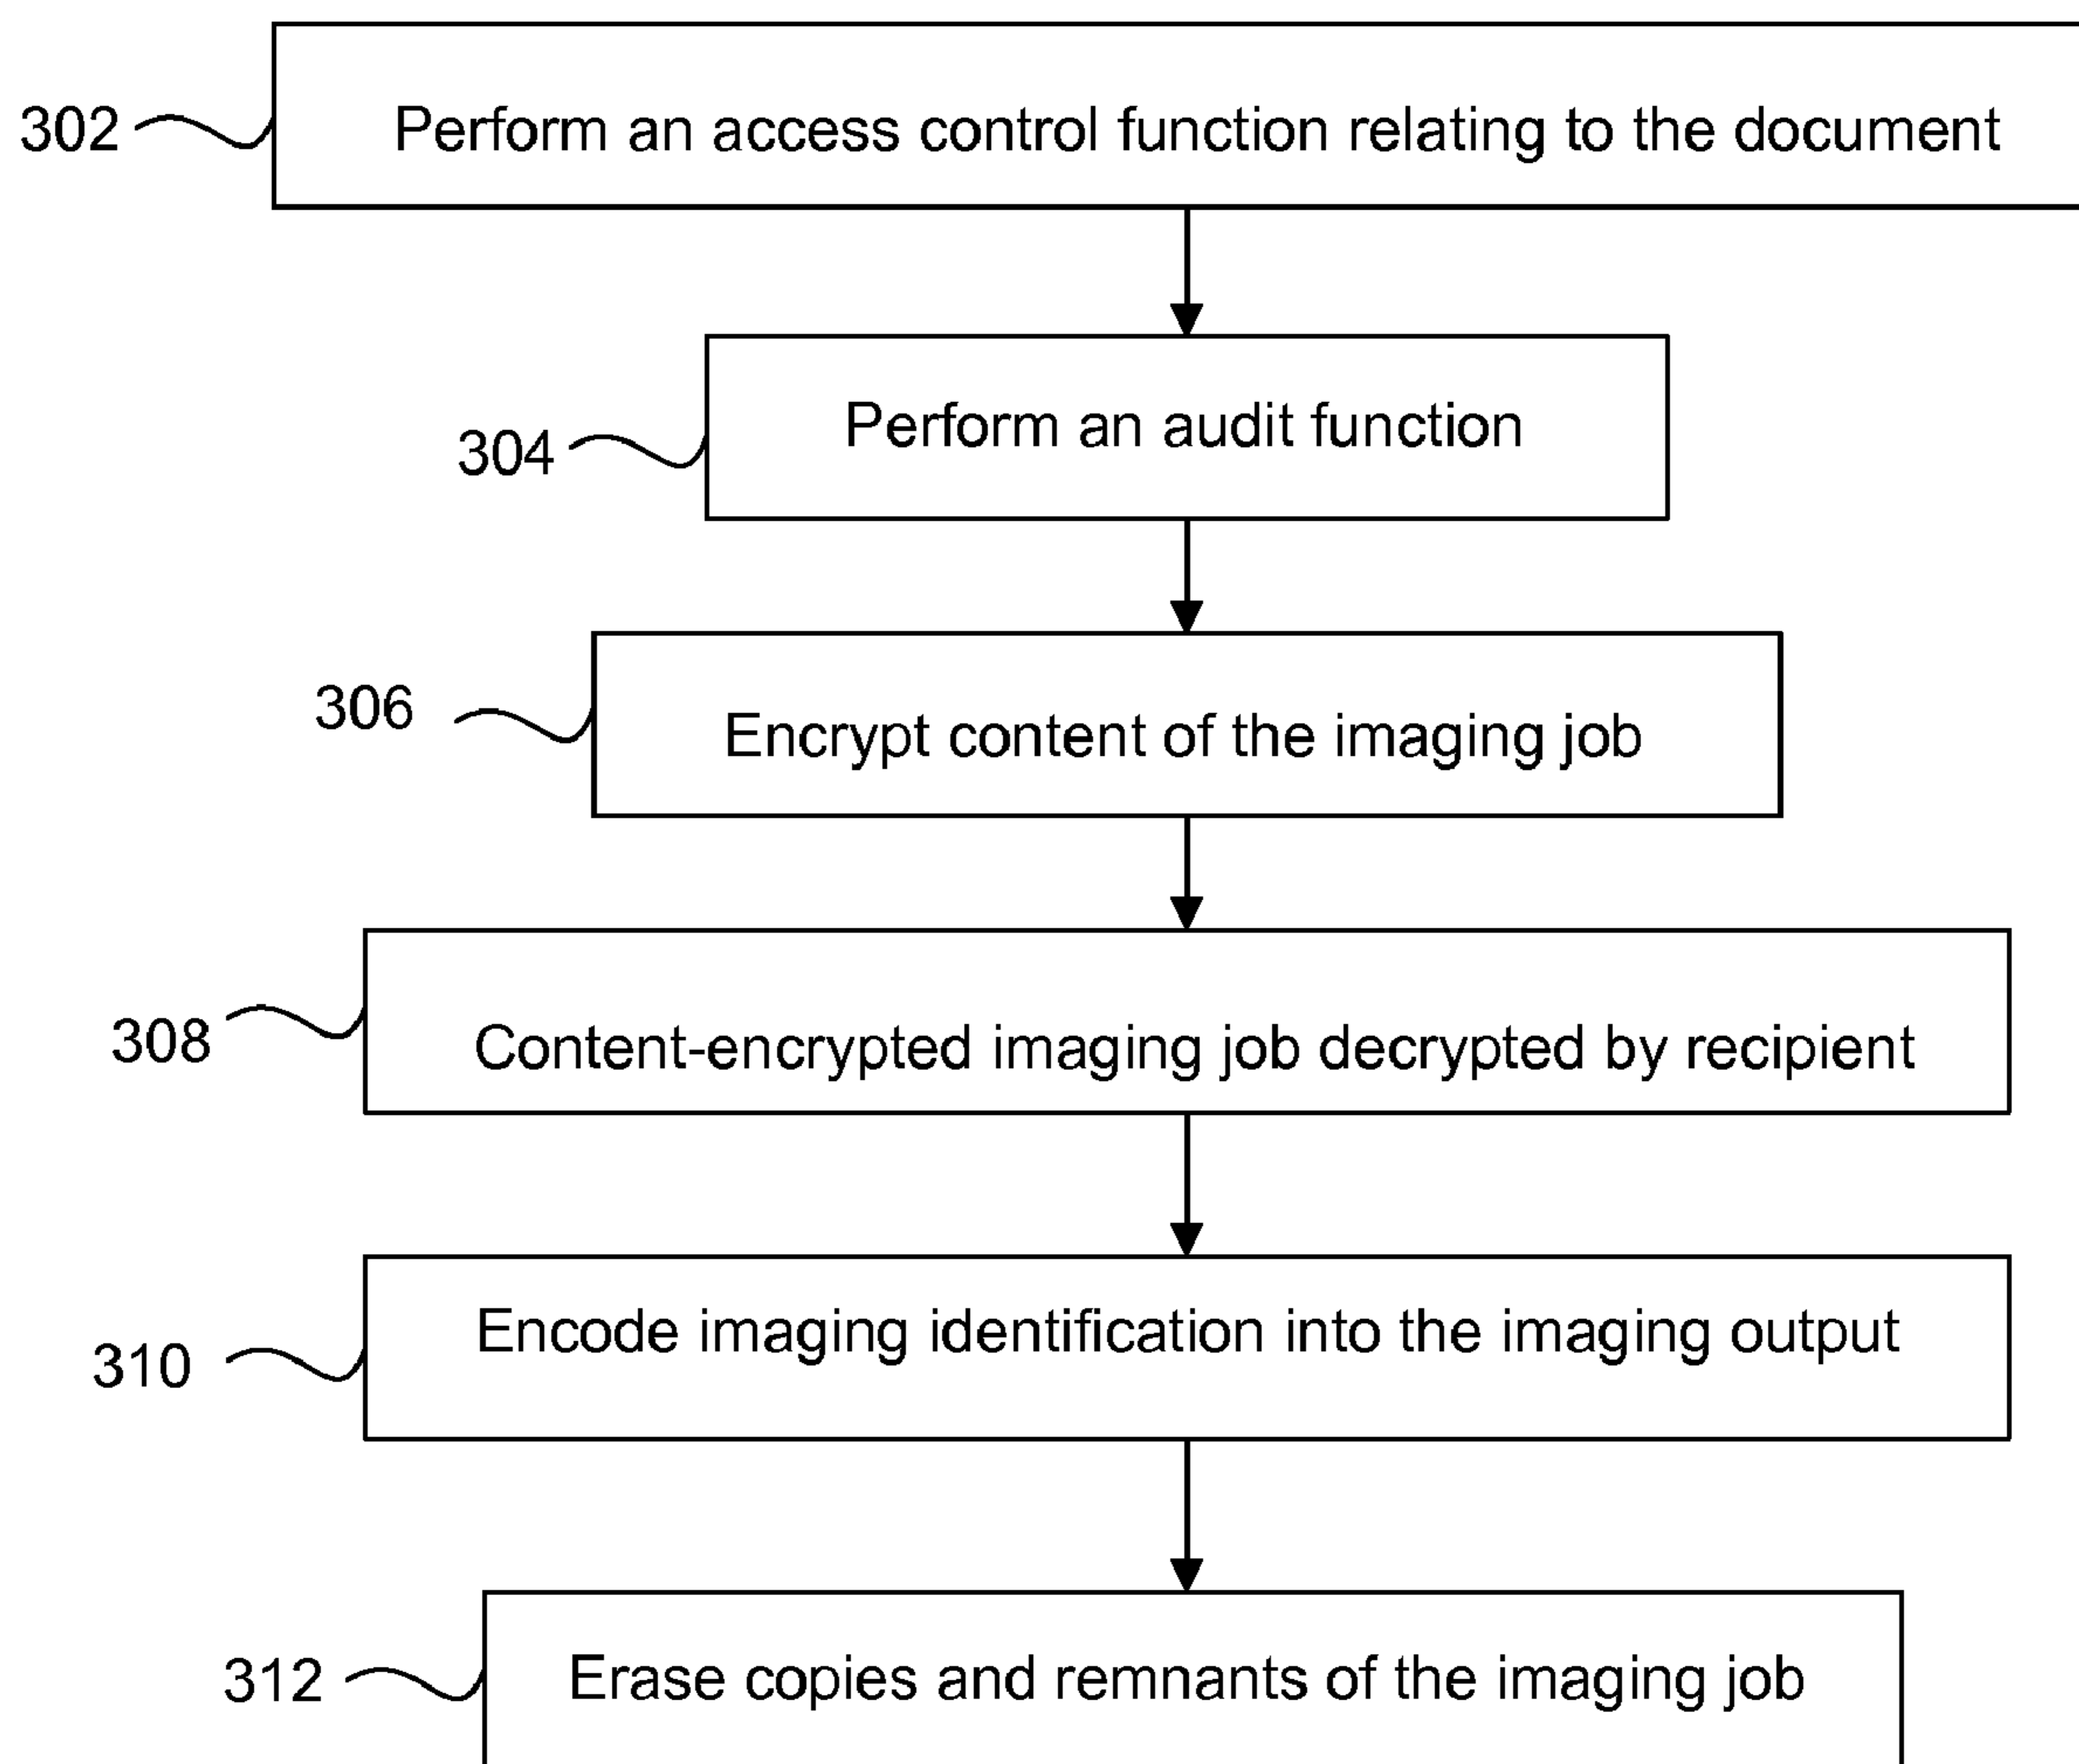 302 Perform an access control function relating to the document
304 Perform an audit function
306 Encrypt content of the imaging job
308 Content-encrypted imaging job decrypted by recipient
310 Encode imaging identification into the imaging output
312 Erase copies and remnants of the imaging job